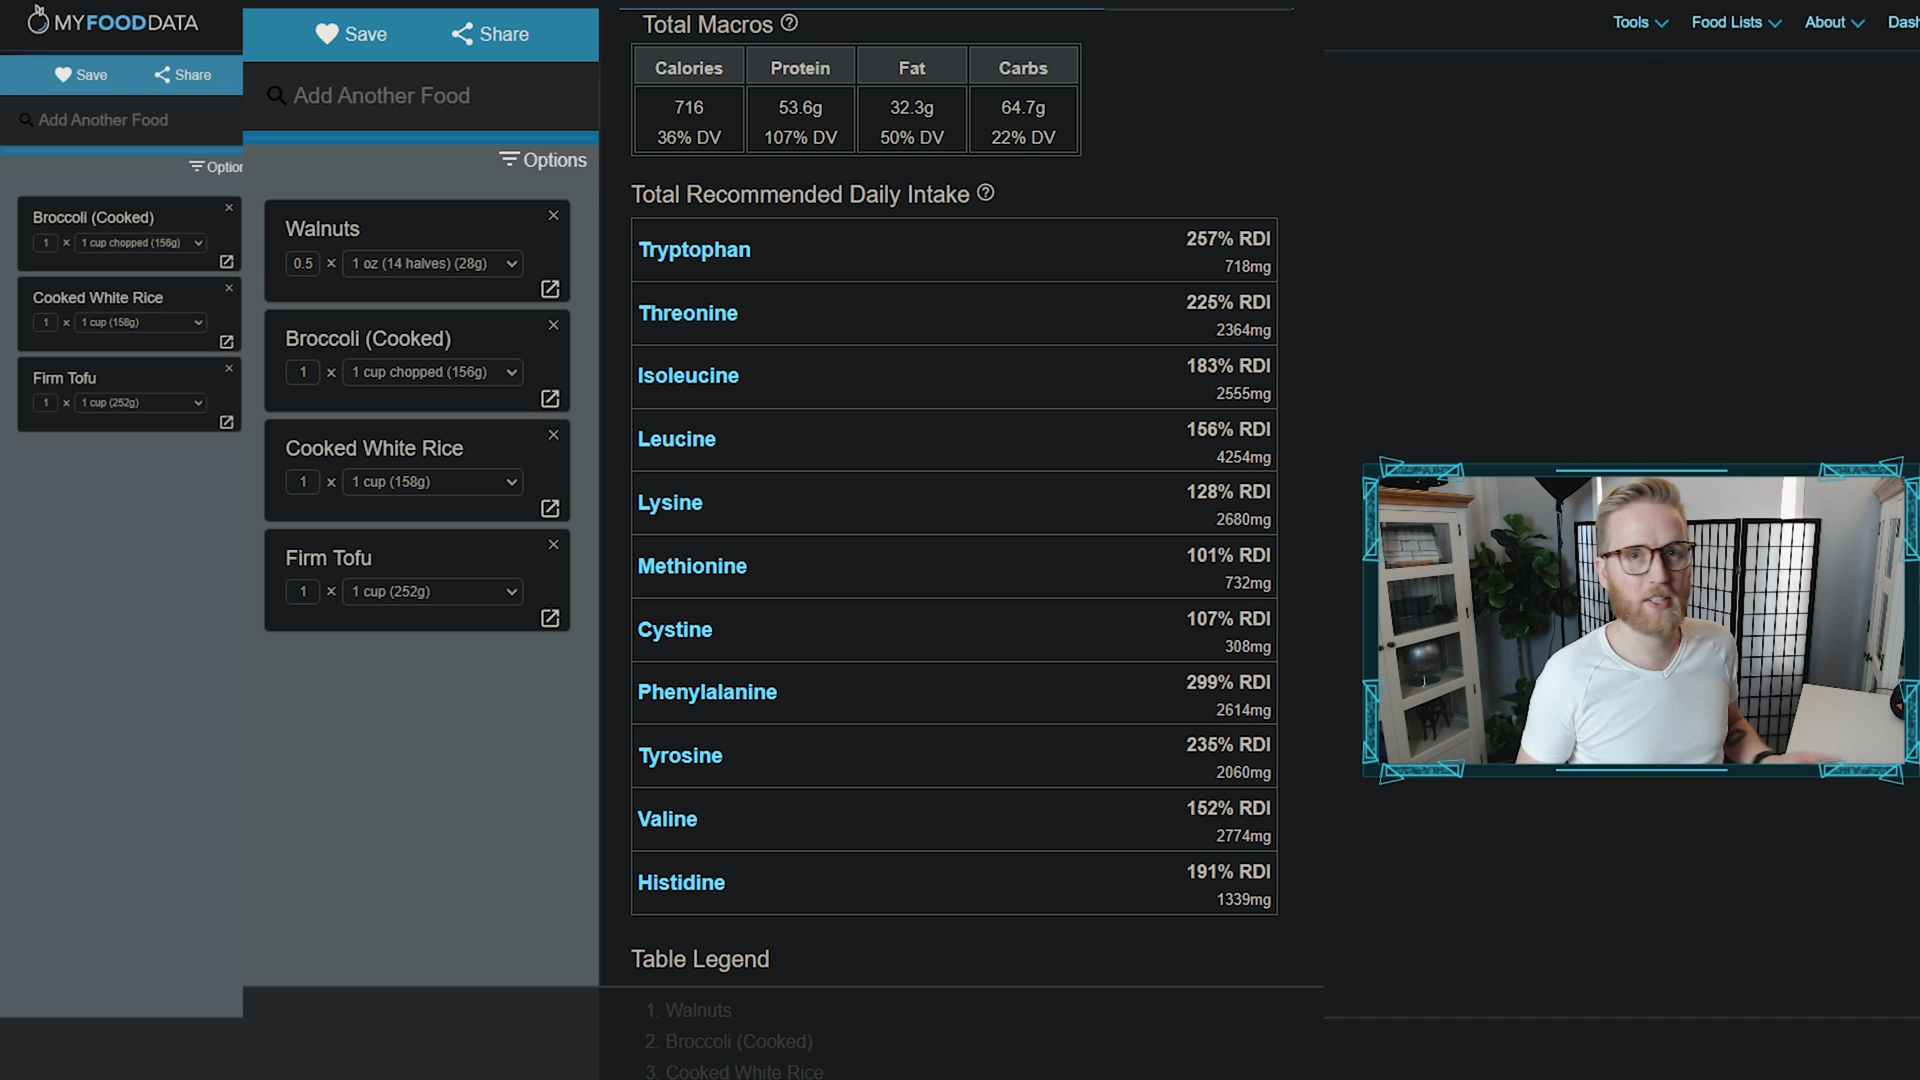 MYFOODDATA
Save
Share
Add Another Food
Option
Broccoli (Cooked)
1 × 1 cup chopped (156g)
Cooked White Rice
1 × 1 cup (158g)
Firm Tofu
1 × 1 cup (252g)
Save
Share
Add Another Food
Options
Walnuts
0.5 × 1 oz (14 halves) (28g)
Broccoli (Cooked)
1 × 1 cup chopped (156g)
Cooked White Rice
1 × 1 cup (158g)
Firm Tofu
1 × 1 cup (252g)
Total Macros
Calories Protein Fat Carbs
716 53.6g 32.3g 64.7g
36% DV 107% DV 50% DV 22% DV
Total Recommended Daily Intake
Tryptophan 257% RDI
718mg
Threonine 225% RDI
2364mg
Isoleucine 183% RDI
2555mg
Leucine 156% RDI
4254mg
Lysine 128% RDI
2680mg
Methionine 101% RDI
732mg
Cystine 107% RDI
308mg
Phenylalanine 299% RDI
2614mg
Tyrosine 235% RDI
2060mg
Valine 152% RDI
2774mg
Histidine 191% RDI
1339mg
Table Legend
1. Walnuts
2. Broccoli (Cooked)
3. Cooked White Rice
Tools Food Lists About Dash